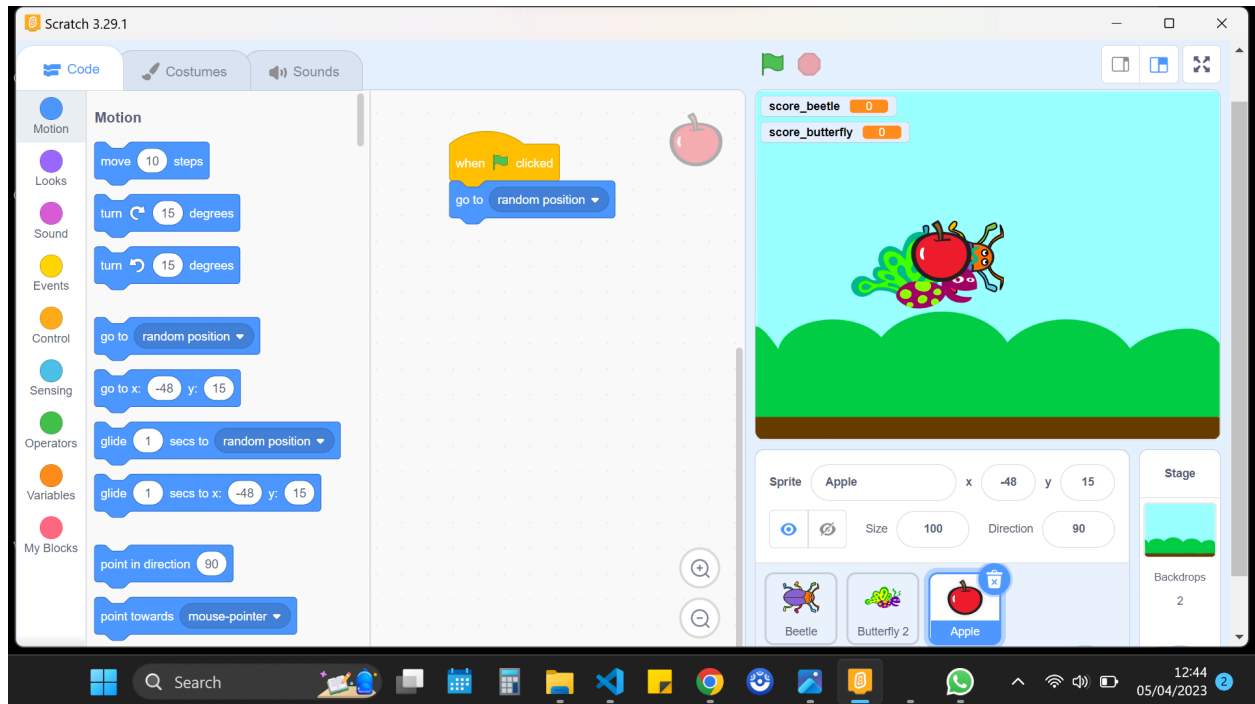 Scratch 3.29.1
Code
Costumes
Sounds
Motion
Looks
Sound
Events
Control
Sensing
Operators
Variables
My Blocks
Motion
move 10 steps
turn 15 degrees
turn 15 degrees
go to random position
go to x: -48 y: 15
glide 1 secs to random position
glide 1 secs to x: -48 y: 15
point in direction 90
point towards mouse-pointer
when clicked
go to random position
score_beetle 0
score_butterfly 0
Sprite Apple x -48 y 15
Size 100 Direction 90
Beetle
Butterfly 2
Apple
Stage
Backdrops
2
Search
12:44
05/04/2023
2